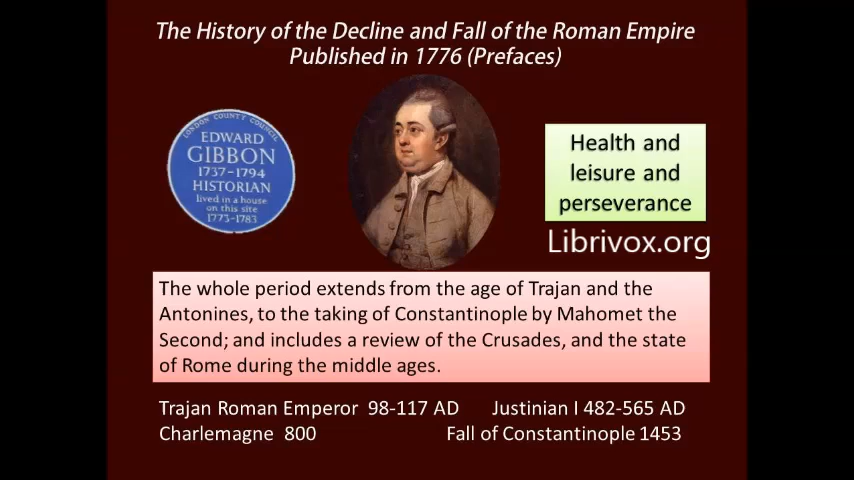 The History of the Decline and Fall of the Roman Empire
Published in 1776 (Prefaces)
LONDON COUNTY COUNCIL
EDWARD
GIBBON
1737-1794
HISTORIAN
lived in a house
on this site
1773-1783
Health and
leisure and
perseverance
Librivox.org
The whole period extends from the age of Trajan and the
Antonines, to the taking of Constantinople by Mahomet the
Second; and includes a review of the Crusades, and the state
of Rome during the middle ages.
Trajan Roman Emperor 98-117 AD Justinian I 482-565 AD
Charlemagne 800 Fall of Constantinople 1453